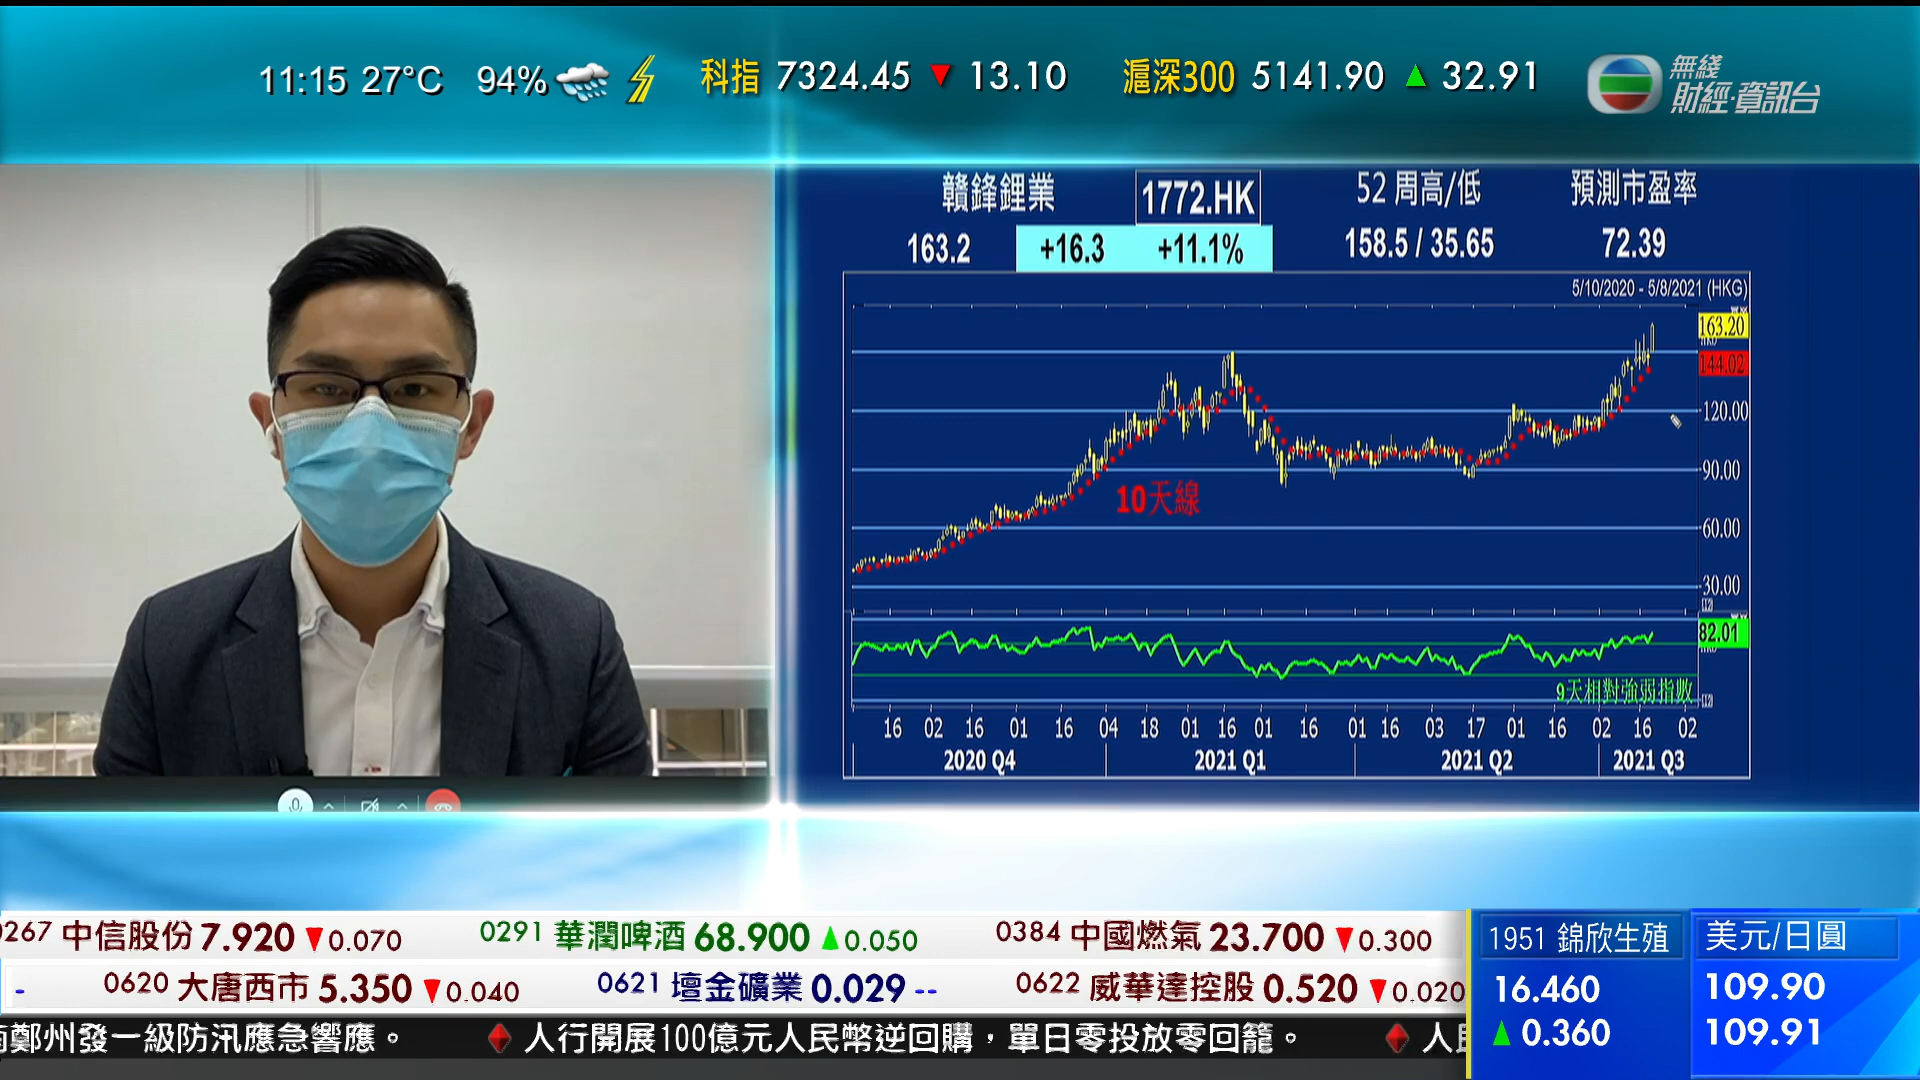 11:15 27°C 94% 科指 7324.45 ▼ 13.10 滬深300 5141.90 ▲ 32.91
無綫
財經·資訊台
贛鋒鋰業 1772.HK 52 周高/低 預測市盈率
163.2 +16.3 +11.1% 158.5 / 35.65 72.39
5/10/2020 - 5/8/2021 (HKG)
163.20
144.02
120.00
90.00
10天線
60.00
30.00
82.01
9天相對強弱指數
16 02 16 01 16 04 18 01 16 01 16 01 16 03 17 01 16 02 16 02
2020 Q4 2021 Q1 2021 Q2 2021 Q3
0267 中信股份 7.920 ▼ 0.070 0291 華潤啤酒 68.900 ▲ 0.050 0384 中國燃氣 23.700 ▼ 0.300
- 0620 大唐西市 5.350 ▼ 0.040 0621 壇金礦業 0.029 -- 0622 威華達控股 0.520 ▼ 0.020
鄭州發一級防汛應急響應。 人行開展100億元人民幣逆回購，單日零投放零回籠。 人
1951 錦欣生殖
16.460
▲ 0.360
美元/日圓
109.90
109.91